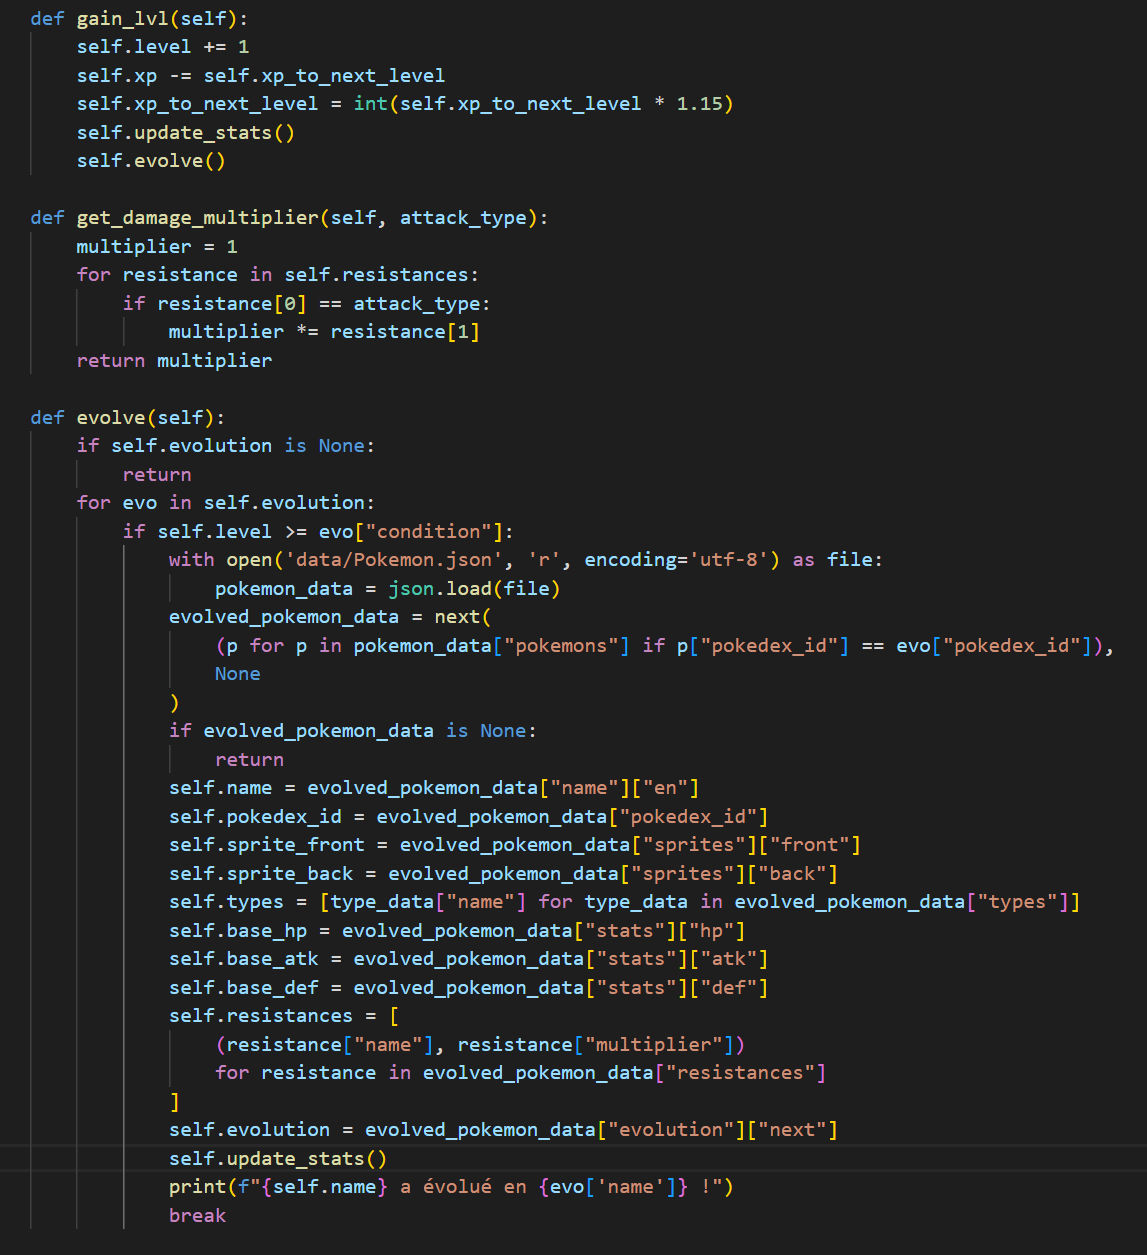 def gain_lvl(self):
    self.level += 1
    self.xp -= self.xp_to_next_level
    self.xp_to_next_level = int(self.xp_to_next_level * 1.15)
    self.update_stats()
    self.evolve()

def get_damage_multiplier(self, attack_type):
    multiplier = 1
    for resistance in self.resistances:
        if resistance[0] == attack_type:
            multiplier *= resistance[1]
    return multiplier

def evolve(self):
    if self.evolution is None:
        return
    for evo in self.evolution:
        if self.level >= evo["condition"]:
            with open('data/Pokemon.json', 'r', encoding='utf-8') as file:
                pokemon_data = json.load(file)
            evolved_pokemon_data = next(
                (p for p in pokemon_data["pokemons"] if p["pokedex_id"] == evo["pokedex_id"]),
                None
            )
            if evolved_pokemon_data is None:
                return
            self.name = evolved_pokemon_data["name"]["en"]
            self.pokedex_id = evolved_pokemon_data["pokedex_id"]
            self.sprite_front = evolved_pokemon_data["sprites"]["front"]
            self.sprite_back = evolved_pokemon_data["sprites"]["back"]
            self.types = [type_data["name"] for type_data in evolved_pokemon_data["types"]]
            self.base_hp = evolved_pokemon_data["stats"]["hp"]
            self.base_atk = evolved_pokemon_data["stats"]["atk"]
            self.base_def = evolved_pokemon_data["stats"]["def"]
            self.resistances = [
                (resistance["name"], resistance["multiplier"])
                for resistance in evolved_pokemon_data["resistances"]
            ]
            self.evolution = evolved_pokemon_data["evolution"]["next"]
            self.update_stats()
            print(f"{self.name} a évolué en {evo['name']} !")
            break